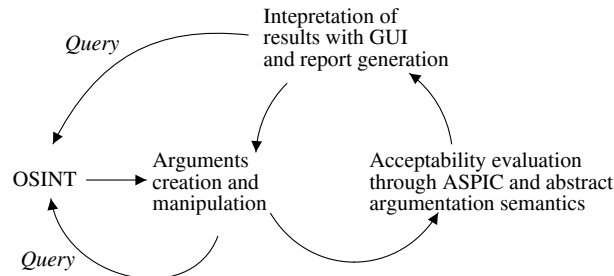 Intepretation of
results with GUI
and report generation
Query
OSINT
Arguments
creation and
manipulation
Acceptability evaluation
through ASPIC and abstract
argumentation semantics
Query